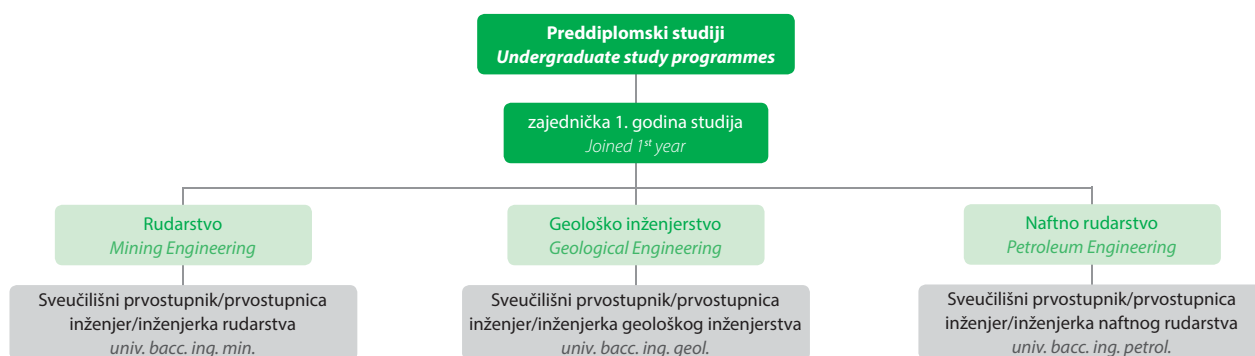 Preddiplomski studiji
Undergraduate study programmes
zajednička 1. godina studija
Joined 1st year
Rudarstvo
Mining Engineering
Geološko inženjerstvo
Geological Engineering
Naftno rudarstvo
Petroleum Engineering
Sveučilišni prvostupnik/prvostupnica
inženjer/inženjerka rudarstva
univ. bacc. ing. min.
Sveučilišni prvostupnik/prvostupnica
inženjer/inženjerka geološkog inženjerstva
univ. bacc. ing. geol.
Sveučilišni prvostupnik/prvostupnica
inženjer/inženjerka naftnog rudarstva
univ. bacc. ing. petrol.